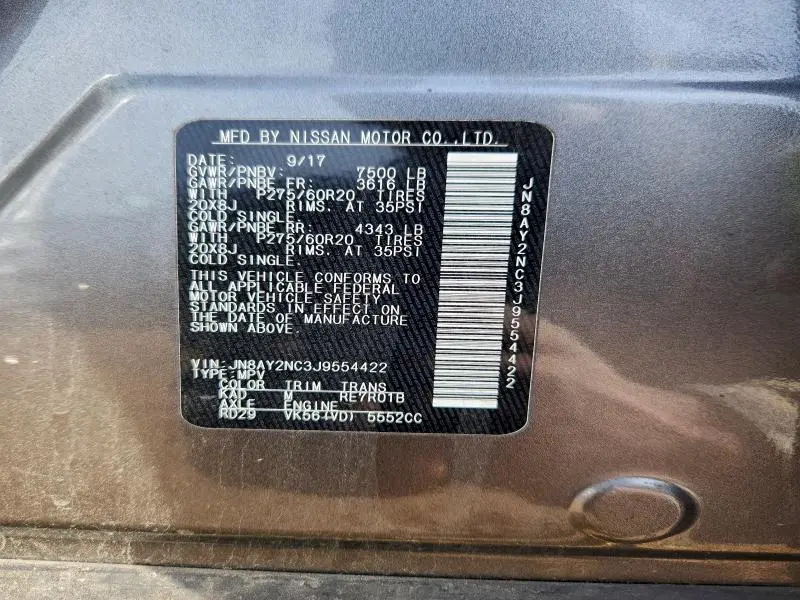 MFD BY NISSAN MOTOR CO.,LTD.
DATE: 9/17
GVWR/PNBV: 7500 LB
GAWR/PNBE FR: 3616 LB
WITH P275/60R20 TIRES
20X8J RIMS. AT 35PSI
COLD SINGLE.
GAWR/PNBE RR: 4343 LB
WITH P275/60R20 TIRES
20X8J RIMS. AT 35PSI
COLD SINGLE.
THIS VEHICLE CONFORMS TO
ALL APPLICABLE FEDERAL
MOTOR VEHICLE SAFETY
STANDARDS IN EFFECT ON
THE DATE OF MANUFACTURE
SHOWN ABOVE.
VIN:JN8AY2NC3J9554422
TYPE:MPV
COLOR TRIM TRANS
KAD M RE7R01B
AXLE ENGINE
RD29 VK56(VD) 5552CC
JN8AY2NC3J9554422